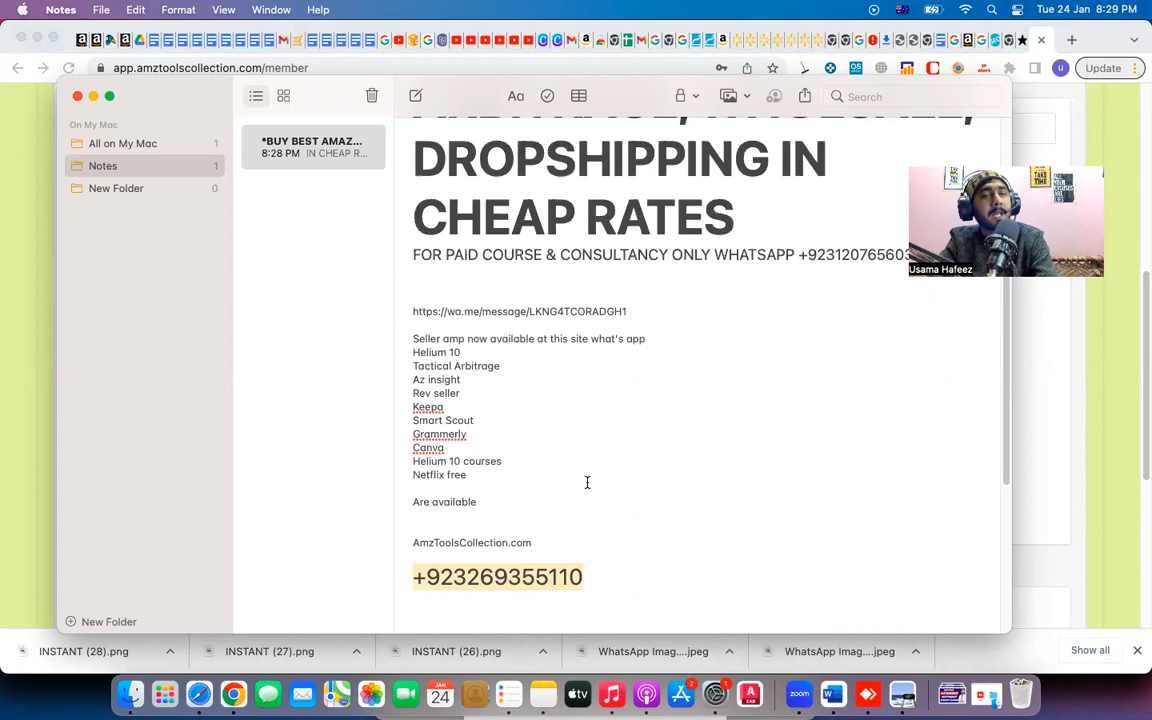 Notes File Edit Format View Window Help
Tue 24 Jan 8:29 PM
app.amztoolscollection.com/member
Update
Aa
Search
On My Mac
All on My Mac 1
Notes 1
New Folder 0
*BUY BEST AMAZ...
8:28 PM IN CHEAP R...
ARBITRAGE, WHOLESALE,
DROPSHIPPING IN
CHEAP RATES
FOR PAID COURSE & CONSULTANCY ONLY WHATSAPP +923120765603
https://wa.me/message/LKNG4TCORADGH1
Seller amp now available at this site what's app
Helium 10
Tactical Arbitrage
Az insight
Rev seller
Keepa
Smart Scout
Grammerly
Canva
Helium 10 courses
Netflix free
Are available
AmzToolsCollection.com
+923269355110
Usama Hafeez
New Folder
INSTANT (28).png
INSTANT (27).png
INSTANT (26).png
WhatsApp Imag....jpeg
WhatsApp Imag....jpeg
Show all
JAN
24